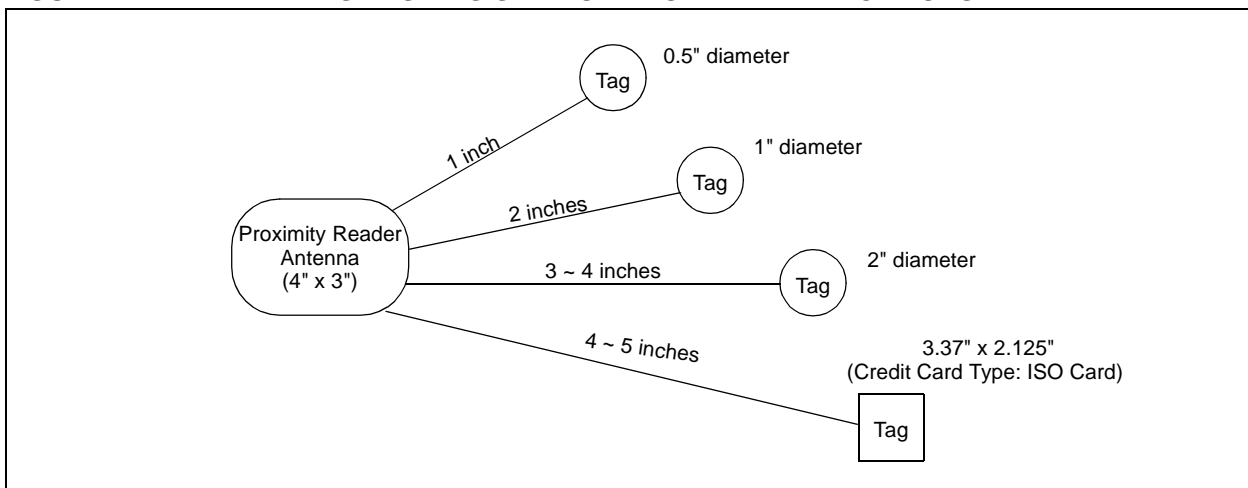 0.5" diameter
Tag
1 inch
1" diameter
Tag
2 inches
Proximity Reader
Antenna
(4" x 3")
2" diameter
3 ~ 4 inches
Tag
4 ~ 5 inches
3.37" x 2.125"
(Credit Card Type: ISO Card)
Tag